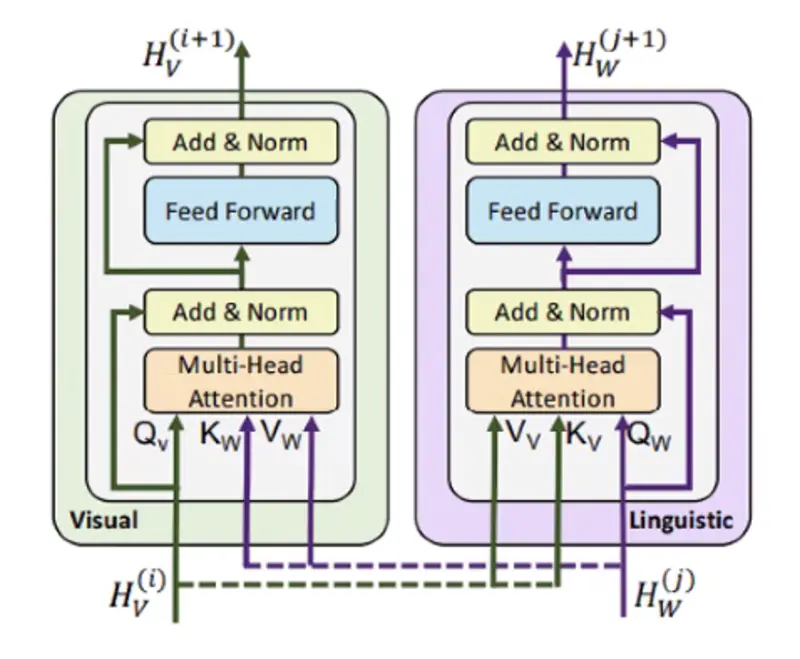 H_V^(i+1)
Add & Norm
Feed Forward
Add & Norm
Multi-Head
Attention
Q_v K_W V_W
Visual
H_V^(i)
H_W^(j+1)
Add & Norm
Feed Forward
Add & Norm
Multi-Head
Attention
V_V K_V Q_W
Linguistic
H_W^(j)